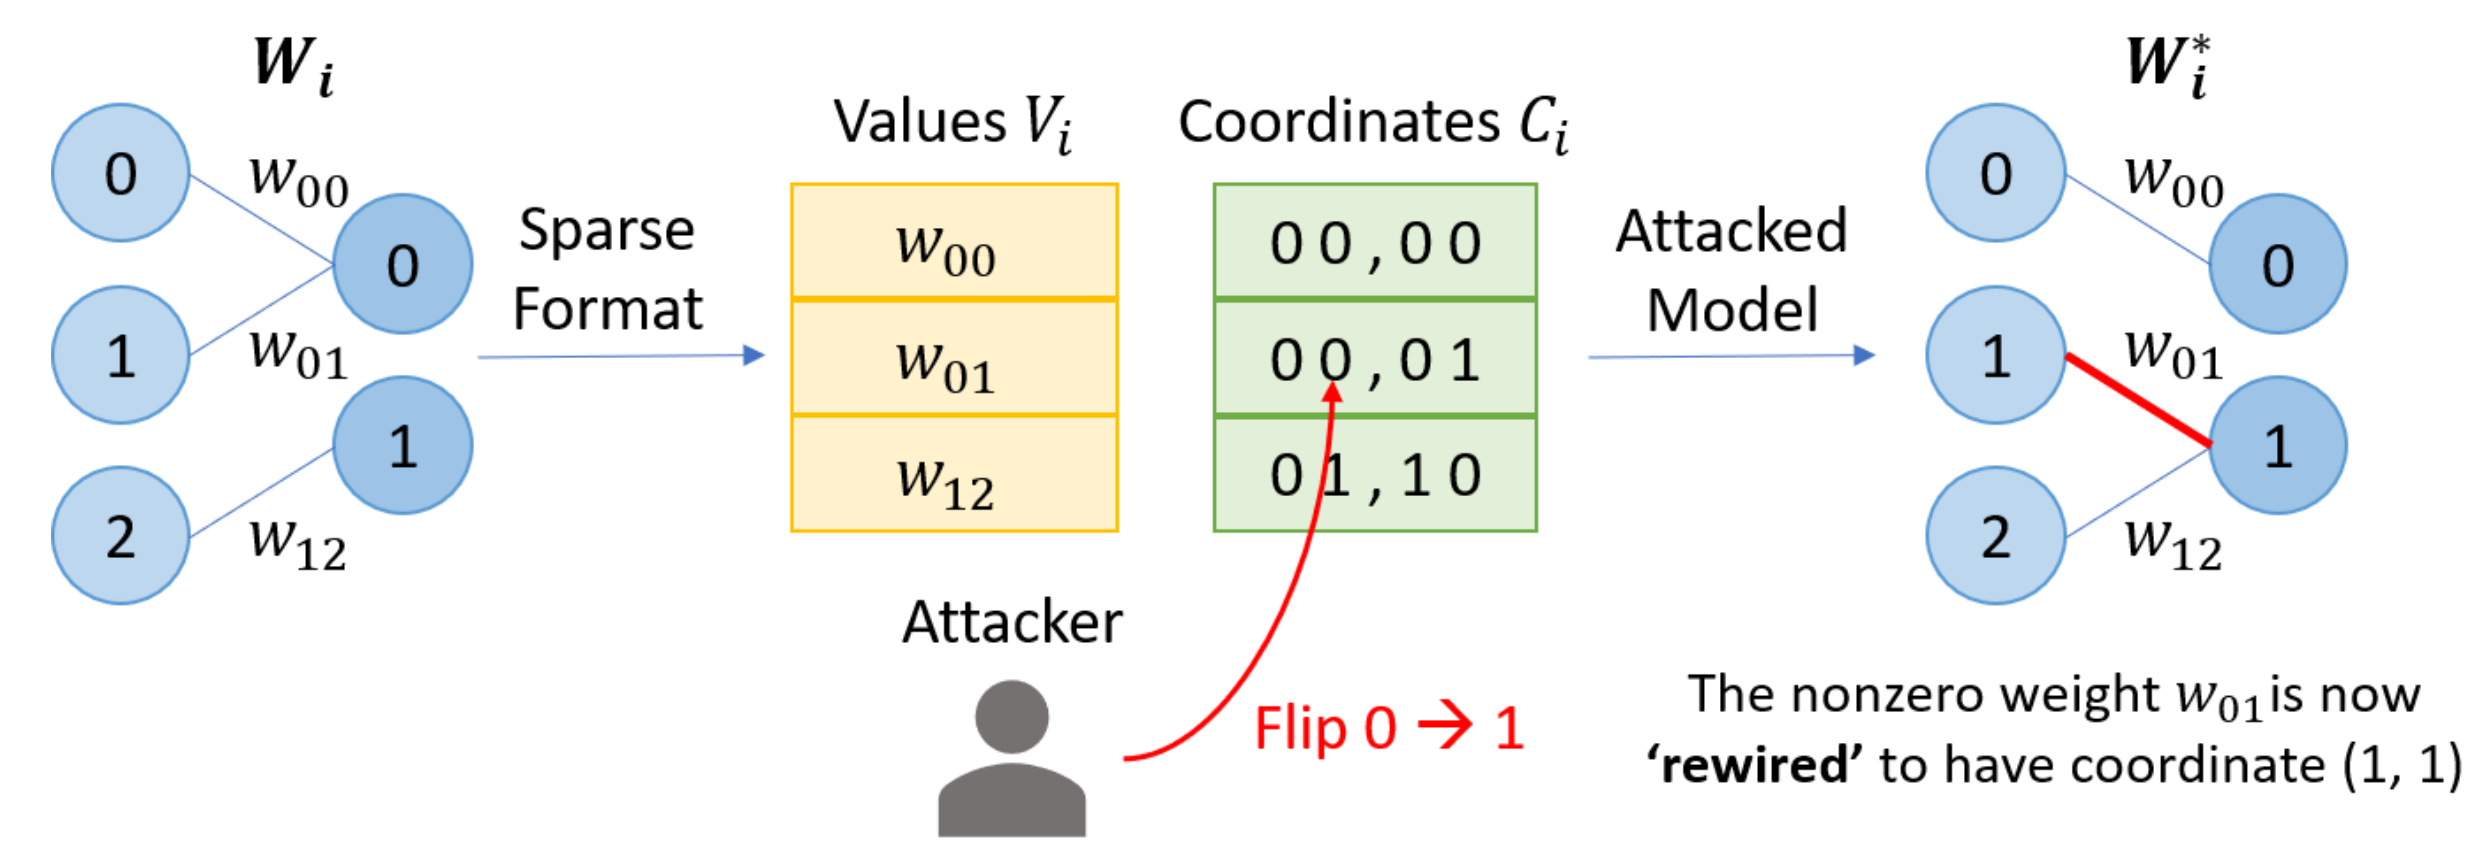 W_i
0
1
2
w_00
w_01
w_12
0
1
Sparse
Format
Values V_i
w_00
w_01
w_12
Coordinates C_i
0 0 , 0 0
0 0 , 0 1
0 1 , 1 0
Attacker
Flip 0 → 1
Attacked
Model
W_i^*
0
1
2
w_00
w_01
w_12
0
1
The nonzero weight w_01 is now
‘rewired’ to have coordinate (1, 1)